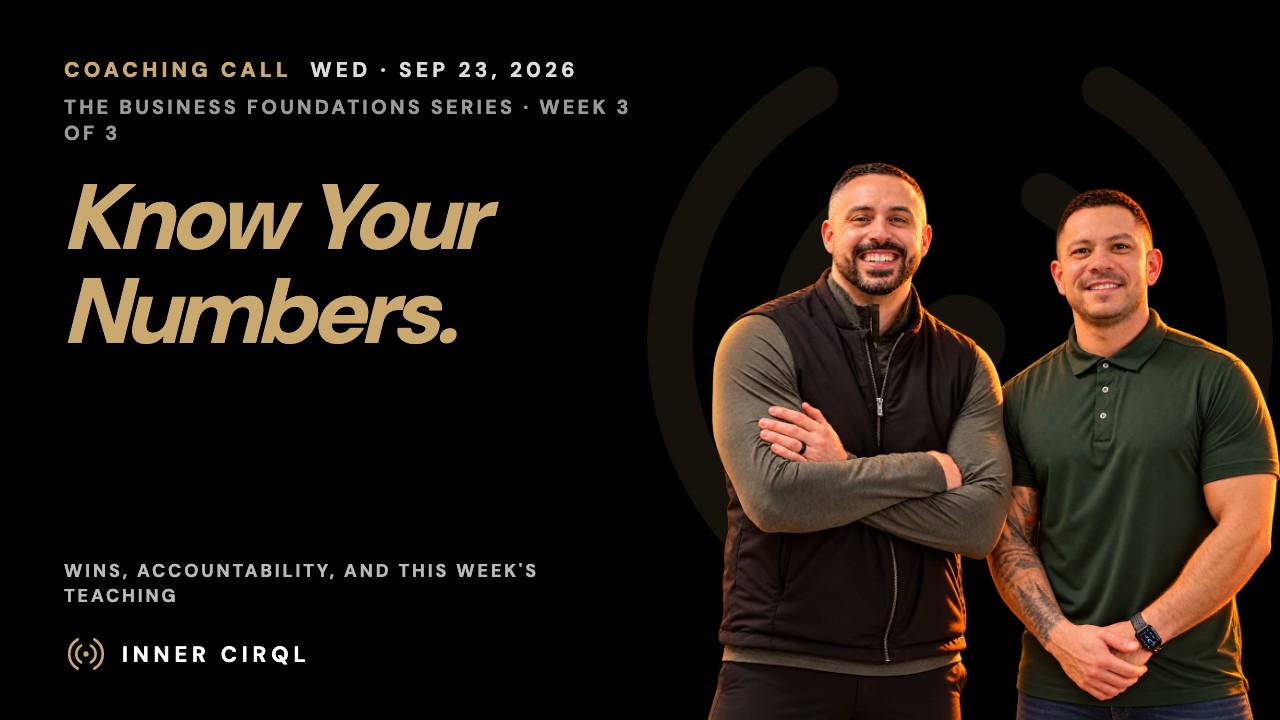 COACHING CALL WED · SEP 23, 2026
THE BUSINESS FOUNDATIONS SERIES · WEEK 3
OF 3
Know Your
Numbers.
WINS, ACCOUNTABILITY, AND THIS WEEK'S
TEACHING
INNER CIRQL